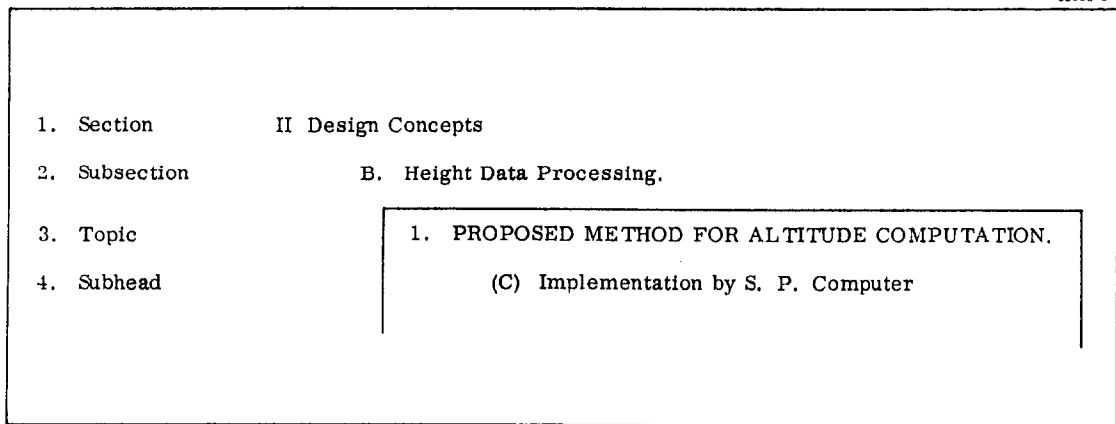 1. Section II Design Concepts
2. Subsection B. Height Data Processing.
3. Topic 1. PROPOSED METHOD FOR ALTITUDE COMPUTATION.
4. Subhead (C) Implementation by S. P. Computer